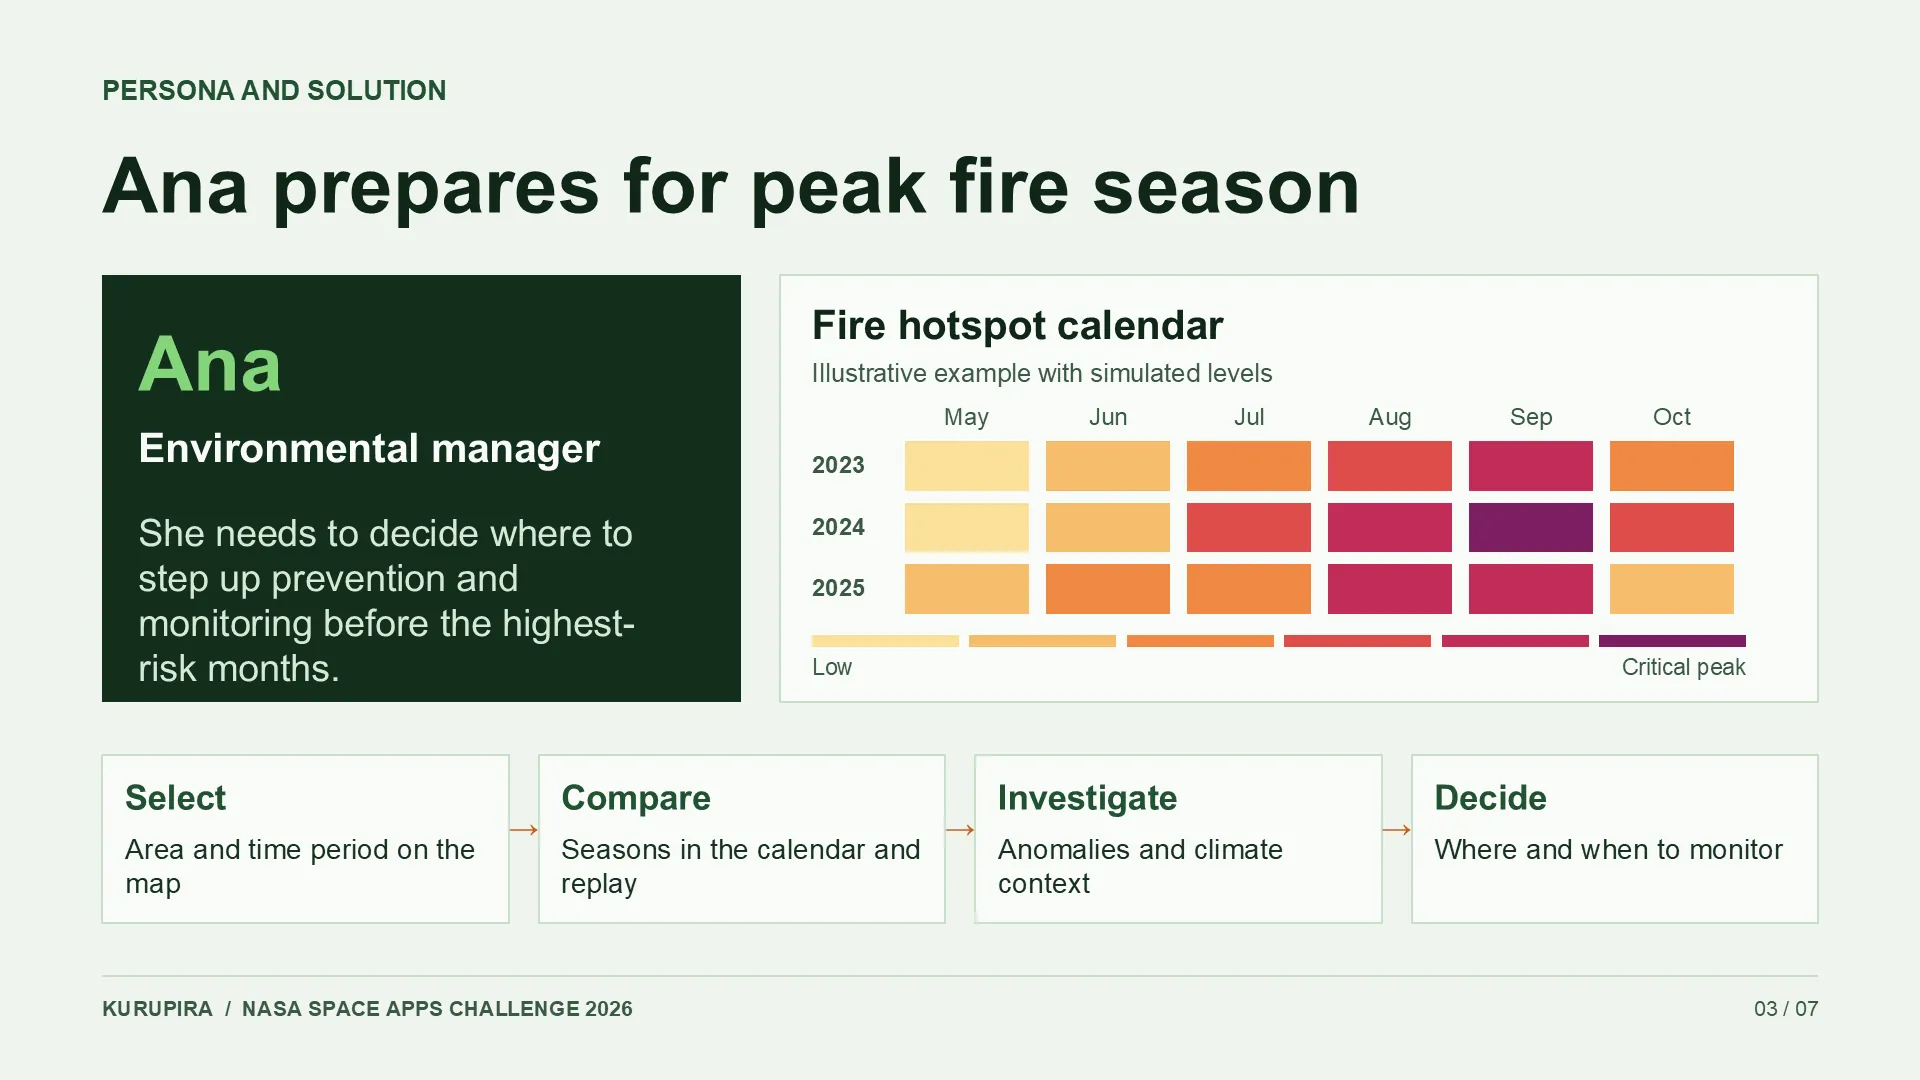 PERSONA AND SOLUTION
Ana prepares for peak fire season
Ana
Environmental manager
She needs to decide where to
step up prevention and
monitoring before the highest-
risk months.
Fire hotspot calendar
Illustrative example with simulated levels
May Jun Jul Aug Sep Oct
2023
2024
2025
Low Critical peak
Select
Area and time period on the
map
→
Compare
Seasons in the calendar and
replay
→
Investigate
Anomalies and climate
context
→
Decide
Where and when to monitor
KURUPIRA / NASA SPACE APPS CHALLENGE 2026
03 / 07